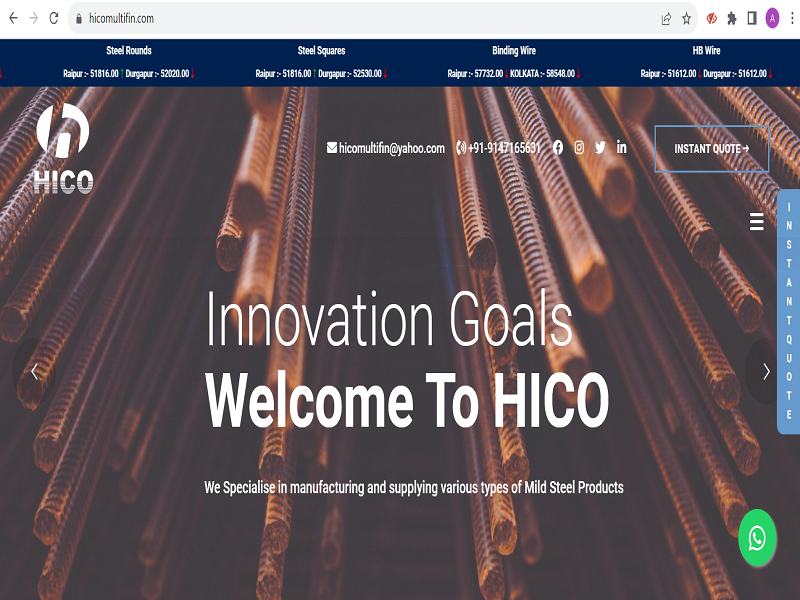 hicomultifin.com
A
Steel Rounds
Steel Squares
Binding Wire
HB Wire
Raipur :- 51816.00 ↑ Durgapur :- 52020.00 ↓
Raipur :- 51816.00 ↑ Durgapur :- 52530.00 ↓
Raipur :- 57732.00 ↓ KOLKATA :- 58548.00 ↓
Raipur :- 51612.00 ↓ Durgapur :- 51612.00 ↓
HICO
hicomultifin@yahoo.com
+91-9147165631
INSTANT QUOTE →
INSTANT QUOTE
Innovation Goals
Welcome To HICO
We Specialise in manufacturing and supplying various types of Mild Steel Products